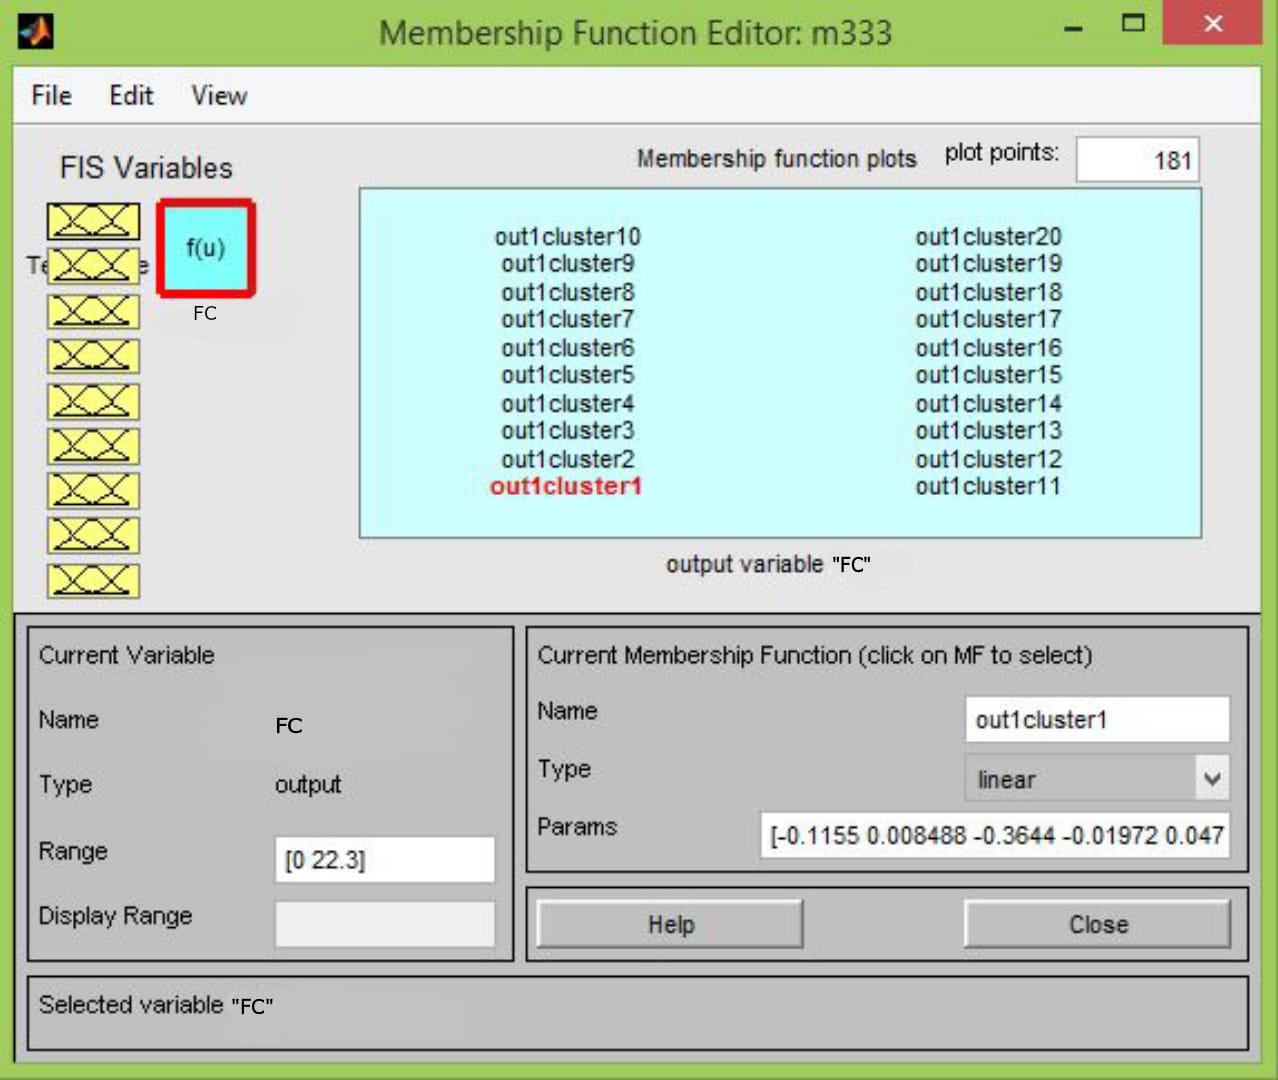 Membership Function Editor: m333
File Edit View
FIS Variables
Membership function plots plot points: 181
f(u)
FC
out1cluster10 out1cluster20
out1cluster9 out1cluster19
out1cluster8 out1cluster18
out1cluster7 out1cluster17
out1cluster6 out1cluster16
out1cluster5 out1cluster15
out1cluster4 out1cluster14
out1cluster3 out1cluster13
out1cluster2 out1cluster12
out1cluster1 out1cluster11
output variable "FC"
Current Variable
Name FC
Type output
Range [0 22.3]
Display Range
Current Membership Function (click on MF to select)
Name out1cluster1
Type linear
Params [-0.1155 0.008488 -0.3644 -0.01972 0.047
Help Close
Selected variable "FC"